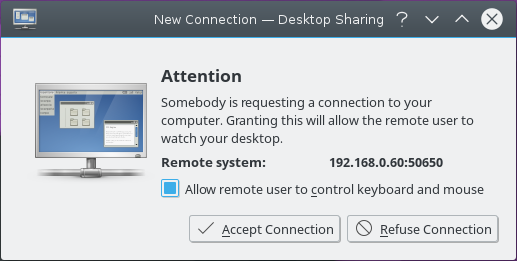 New Connection — Desktop Sharing
Attention
Somebody is requesting a connection to your
computer. Granting this will allow the remote user to
watch your desktop.
Remote system: 192.168.0.60:50650
Allow remote user to control keyboard and mouse
Accept Connection Refuse Connection